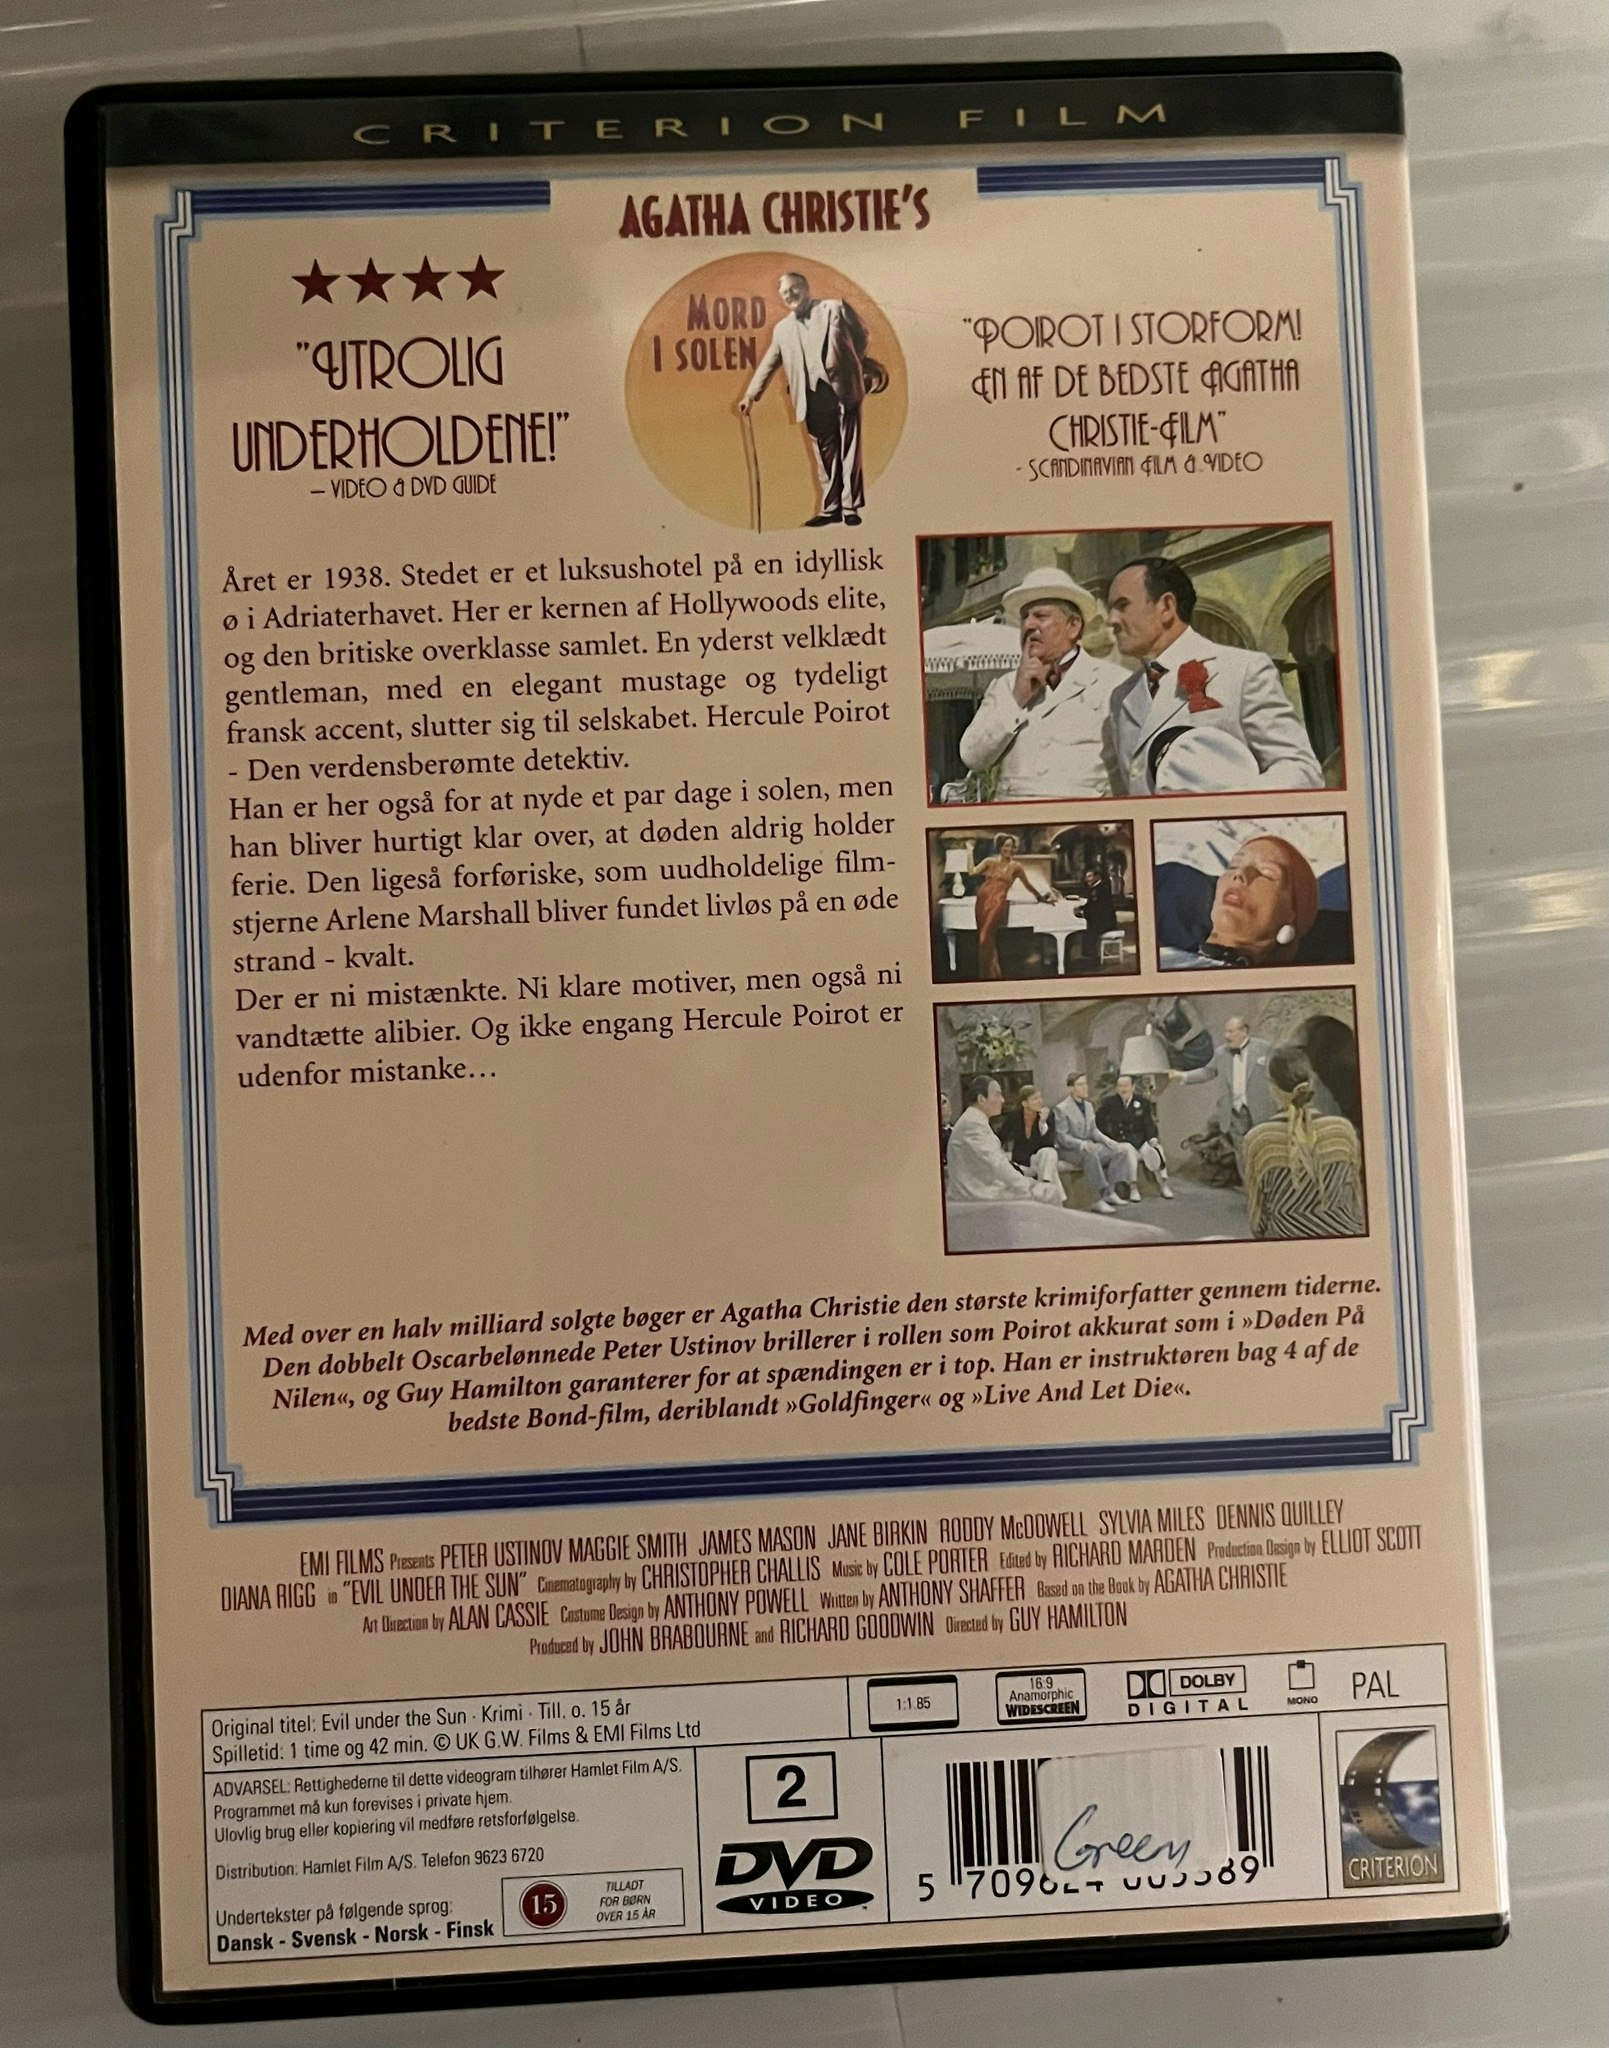 CRITERION FILM
AGATHA CHRISTIE'S
MORD
I SOLEN
"UTROLIG
UNDERHOLDENE!"
– VIDEO & DVD GUIDE
"POIROT I STORFORM!
EN AF DE BEDSTE AGATHA
CHRISTIE-FILM"
- SCANDINAVIAN FILM & VIDEO
Året er 1938. Stedet er et luksushotel på en idyllisk
ø i Adriaterhavet. Her er kernen af Hollywoods elite,
og den britiske overklasse samlet. En yderst velklædt
gentleman, med en elegant mustage og tydeligt
fransk accent, slutter sig til selskabet. Hercule Poirot
- Den verdensberømte detektiv.
Han er her også for at nyde et par dage i solen, men
han bliver hurtigt klar over, at døden aldrig holder
ferie. Den ligeså forføriske, som uudholdelige film-
stjerne Arlene Marshall bliver fundet livløs på en øde
strand - kvalt.
Der er ni mistænkte. Ni klare motiver, men også ni
vandtætte alibier. Og ikke engang Hercule Poirot er
udenfor mistanke...
Med over en halv milliard solgte bøger er Agatha Christie den største krimiforfatter gennem tiderne.
Den dobbelt Oscarbelønnede Peter Ustinov brillerer i rollen som Poirot akkurat som i »Døden På
Nilen«, og Guy Hamilton garanterer for at spændingen er i top. Han er instruktøren bag 4 af de
bedste Bond-film, deriblandt »Goldfinger« og »Live And Let Die«.
EMI FILMS Presents PETER USTINOV MAGGIE SMITH JAMES MASON JANE BIRKIN RODDY McDOWELL SYLVIA MILES DENNIS QUILLEY
DIANA RIGG in "EVIL UNDER THE SUN" Cinematography by CHRISTOPHER CHALLIS Music by COLE PORTER Edited by RICHARD MARDEN Production Design by ELLIOT SCOTT
Art Direction by ALAN CASSIE Costume Design by ANTHONY POWELL Written by ANTHONY SHAFFER Based on the Book by AGATHA CHRISTIE
Produced by JOHN BRABOURNE and RICHARD GOODWIN Directed by GUY HAMILTON
Original titel: Evil under the Sun · Krimi · Till. o. 15 år
Spilletid: 1 time og 42 min. © UK G.W. Films & EMI Films Ltd
1:1.85
16:9
Anamorphic
WIDESCREEN
DOLBY
DIGITAL
MONO
PAL
ADVARSEL: Rettighederne til dette videogram tilhører Hamlet Film A/S.
Programmet må kun forevises i private hjem.
Ulovlig brug eller kopiering vil medføre retsforfølgelse.
Distribution: Hamlet Film A/S. Telefon 9623 6720
Undertekster på følgende sprog:
Dansk - Svensk - Norsk - Finsk
15
TILLADT
FOR BØRN
OVER 15 ÅR
2
DVD
VIDEO
Green
CRITERION